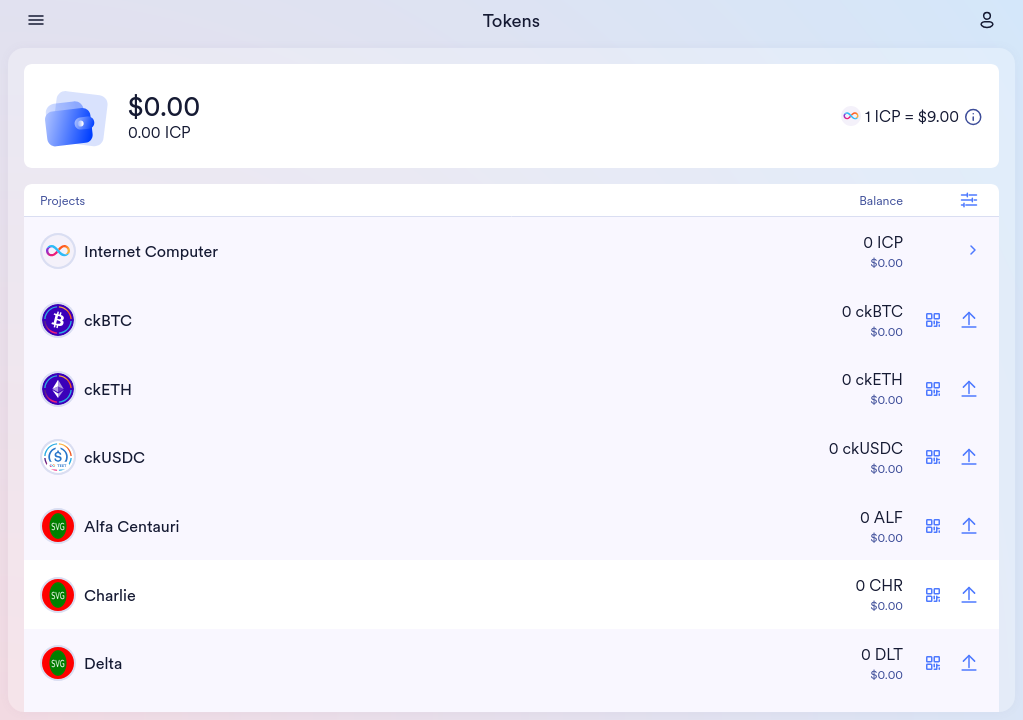 Tokens
$0.00
0.00 ICP
1 ICP = $9.00
Projects
Balance
Internet Computer
0 ICP
$0.00
ckBTC
0 ckBTC
$0.00
ckETH
0 ckETH
$0.00
ckUSDC
0 ckUSDC
$0.00
SVG
Alfa Centauri
0 ALF
$0.00
SVG
Charlie
0 CHR
$0.00
SVG
Delta
0 DLT
$0.00